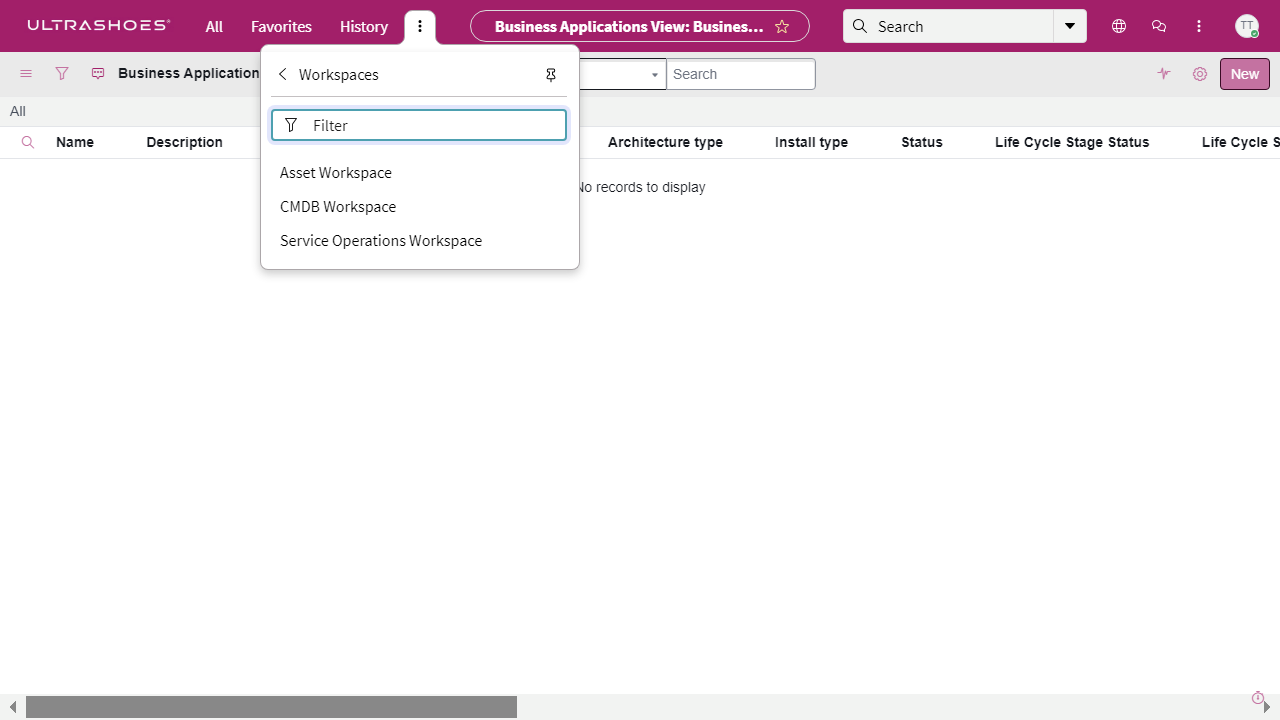 ULTRASHOES®
All
Favorites
History
Business Applications View: Busines...
Search
TT
Workspaces
Filter
Asset Workspace
CMDB Workspace
Service Operations Workspace
Business Application
Search
New
All
Name
Description
Architecture type
Install type
Status
Life Cycle Stage Status
Life Cycle S
No records to display